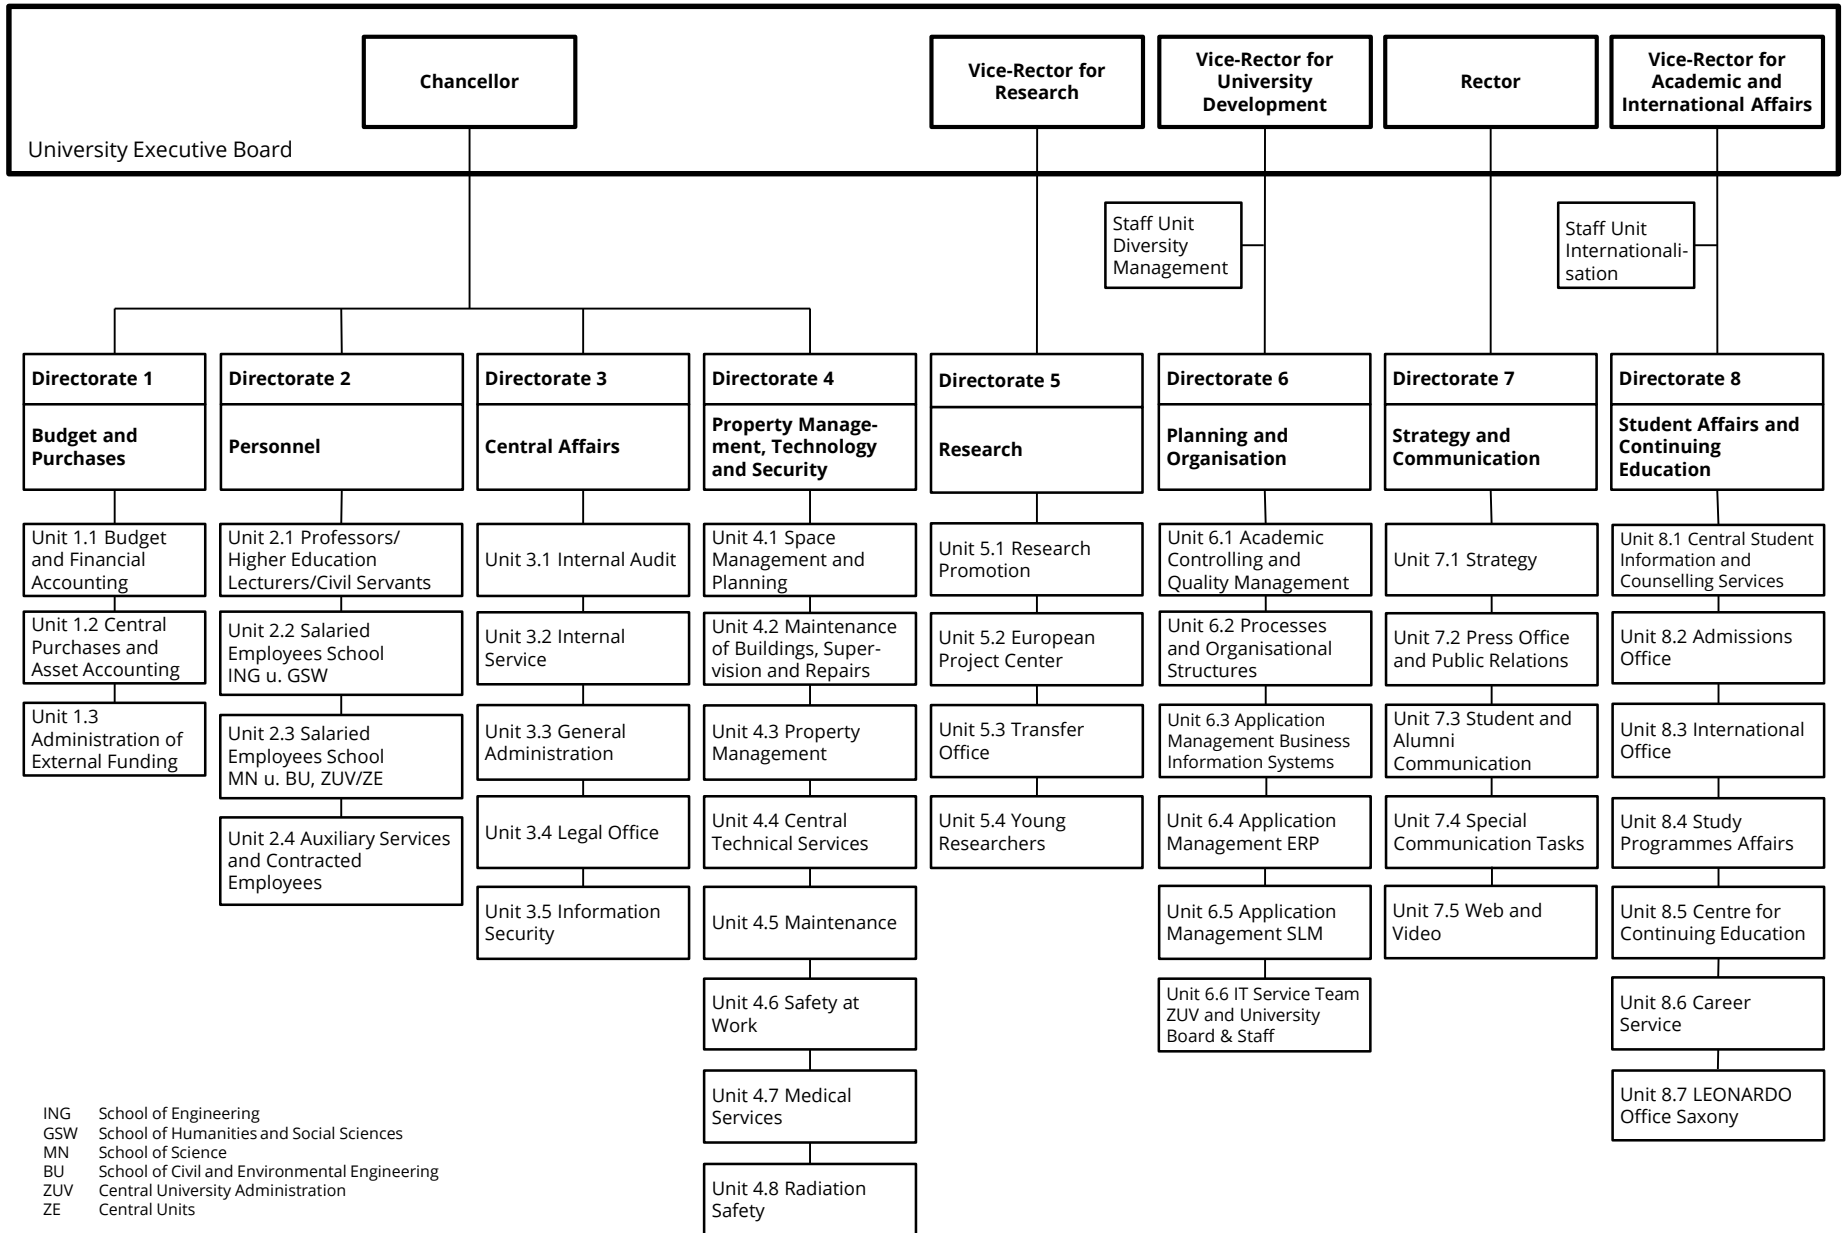 Chancellor
Vice-Rector for
Research
Vice-Rector for
University
Development
Rector
Vice-Rector for
Academic and
International Affairs
University Executive Board
Staff Unit
Diversity
Management
Staff Unit
Internationali-
sation
Directorate 1
Budget and
Purchases
Unit 1.1 Budget
and Financial
Accounting
Unit 1.2 Central
Purchases and
Asset Accounting
Unit 1.3
Administration of
External Funding
Directorate 2
Personnel
Unit 2.1 Professors/
Higher Education
Lecturers/Civil Servants
Unit 2.2 Salaried
Employees School
ING u. GSW
Unit 2.3 Salaried
Employees School
MN u. BU, ZUV/ZE
Unit 2.4 Auxiliary Services
and Contracted
Employees
Directorate 3
Central Affairs
Unit 3.1 Internal Audit
Unit 3.2 Internal
Service
Unit 3.3 General
Administration
Unit 3.4 Legal Office
Unit 3.5 Information
Security
Directorate 4
Property Manage-
ment, Technology
and Security
Unit 4.1 Space
Management and
Planning
Unit 4.2 Maintenance
of Buildings, Super-
vision and Repairs
Unit 4.3 Property
Management
Unit 4.4 Central
Technical Services
Unit 4.5 Maintenance
Unit 4.6 Safety at
Work
Unit 4.7 Medical
Services
Unit 4.8 Radiation
Safety
Directorate 5
Research
Unit 5.1 Research
Promotion
Unit 5.2 European
Project Center
Unit 5.3 Transfer
Office
Unit 5.4 Young
Researchers
Directorate 6
Planning and
Organisation
Unit 6.1 Academic
Controlling and
Quality Management
Unit 6.2 Processes
and Organisational
Structures
Unit 6.3 Application
Management Business
Information Systems
Unit 6.4 Application
Management ERP
Unit 6.5 Application
Management SLM
Unit 6.6 IT Service Team
ZUV and University
Board & Staff
Directorate 7
Strategy and
Communication
Unit 7.1 Strategy
Unit 7.2 Press Office
and Public Relations
Unit 7.3 Student and
Alumni
Communication
Unit 7.4 Special
Communication Tasks
Unit 7.5 Web and
Video
Directorate 8
Student Affairs and
Continuing
Education
Unit 8.1 Central Student
Information and
Counselling Services
Unit 8.2 Admissions
Office
Unit 8.3 International
Office
Unit 8.4 Study
Programmes Affairs
Unit 8.5 Centre for
Continuing Education
Unit 8.6 Career
Service
Unit 8.7 LEONARDO
Office Saxony
ING School of Engineering
GSW School of Humanities and Social Sciences
MN School of Science
BU School of Civil and Environmental Engineering
ZUV Central University Administration
ZE Central Units